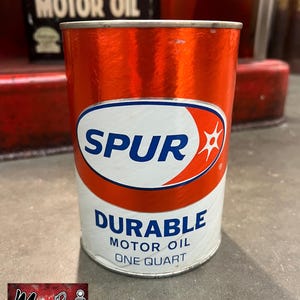 MOTOR OIL
SPUR
DURABLE
MOTOR OIL
ONE QUART